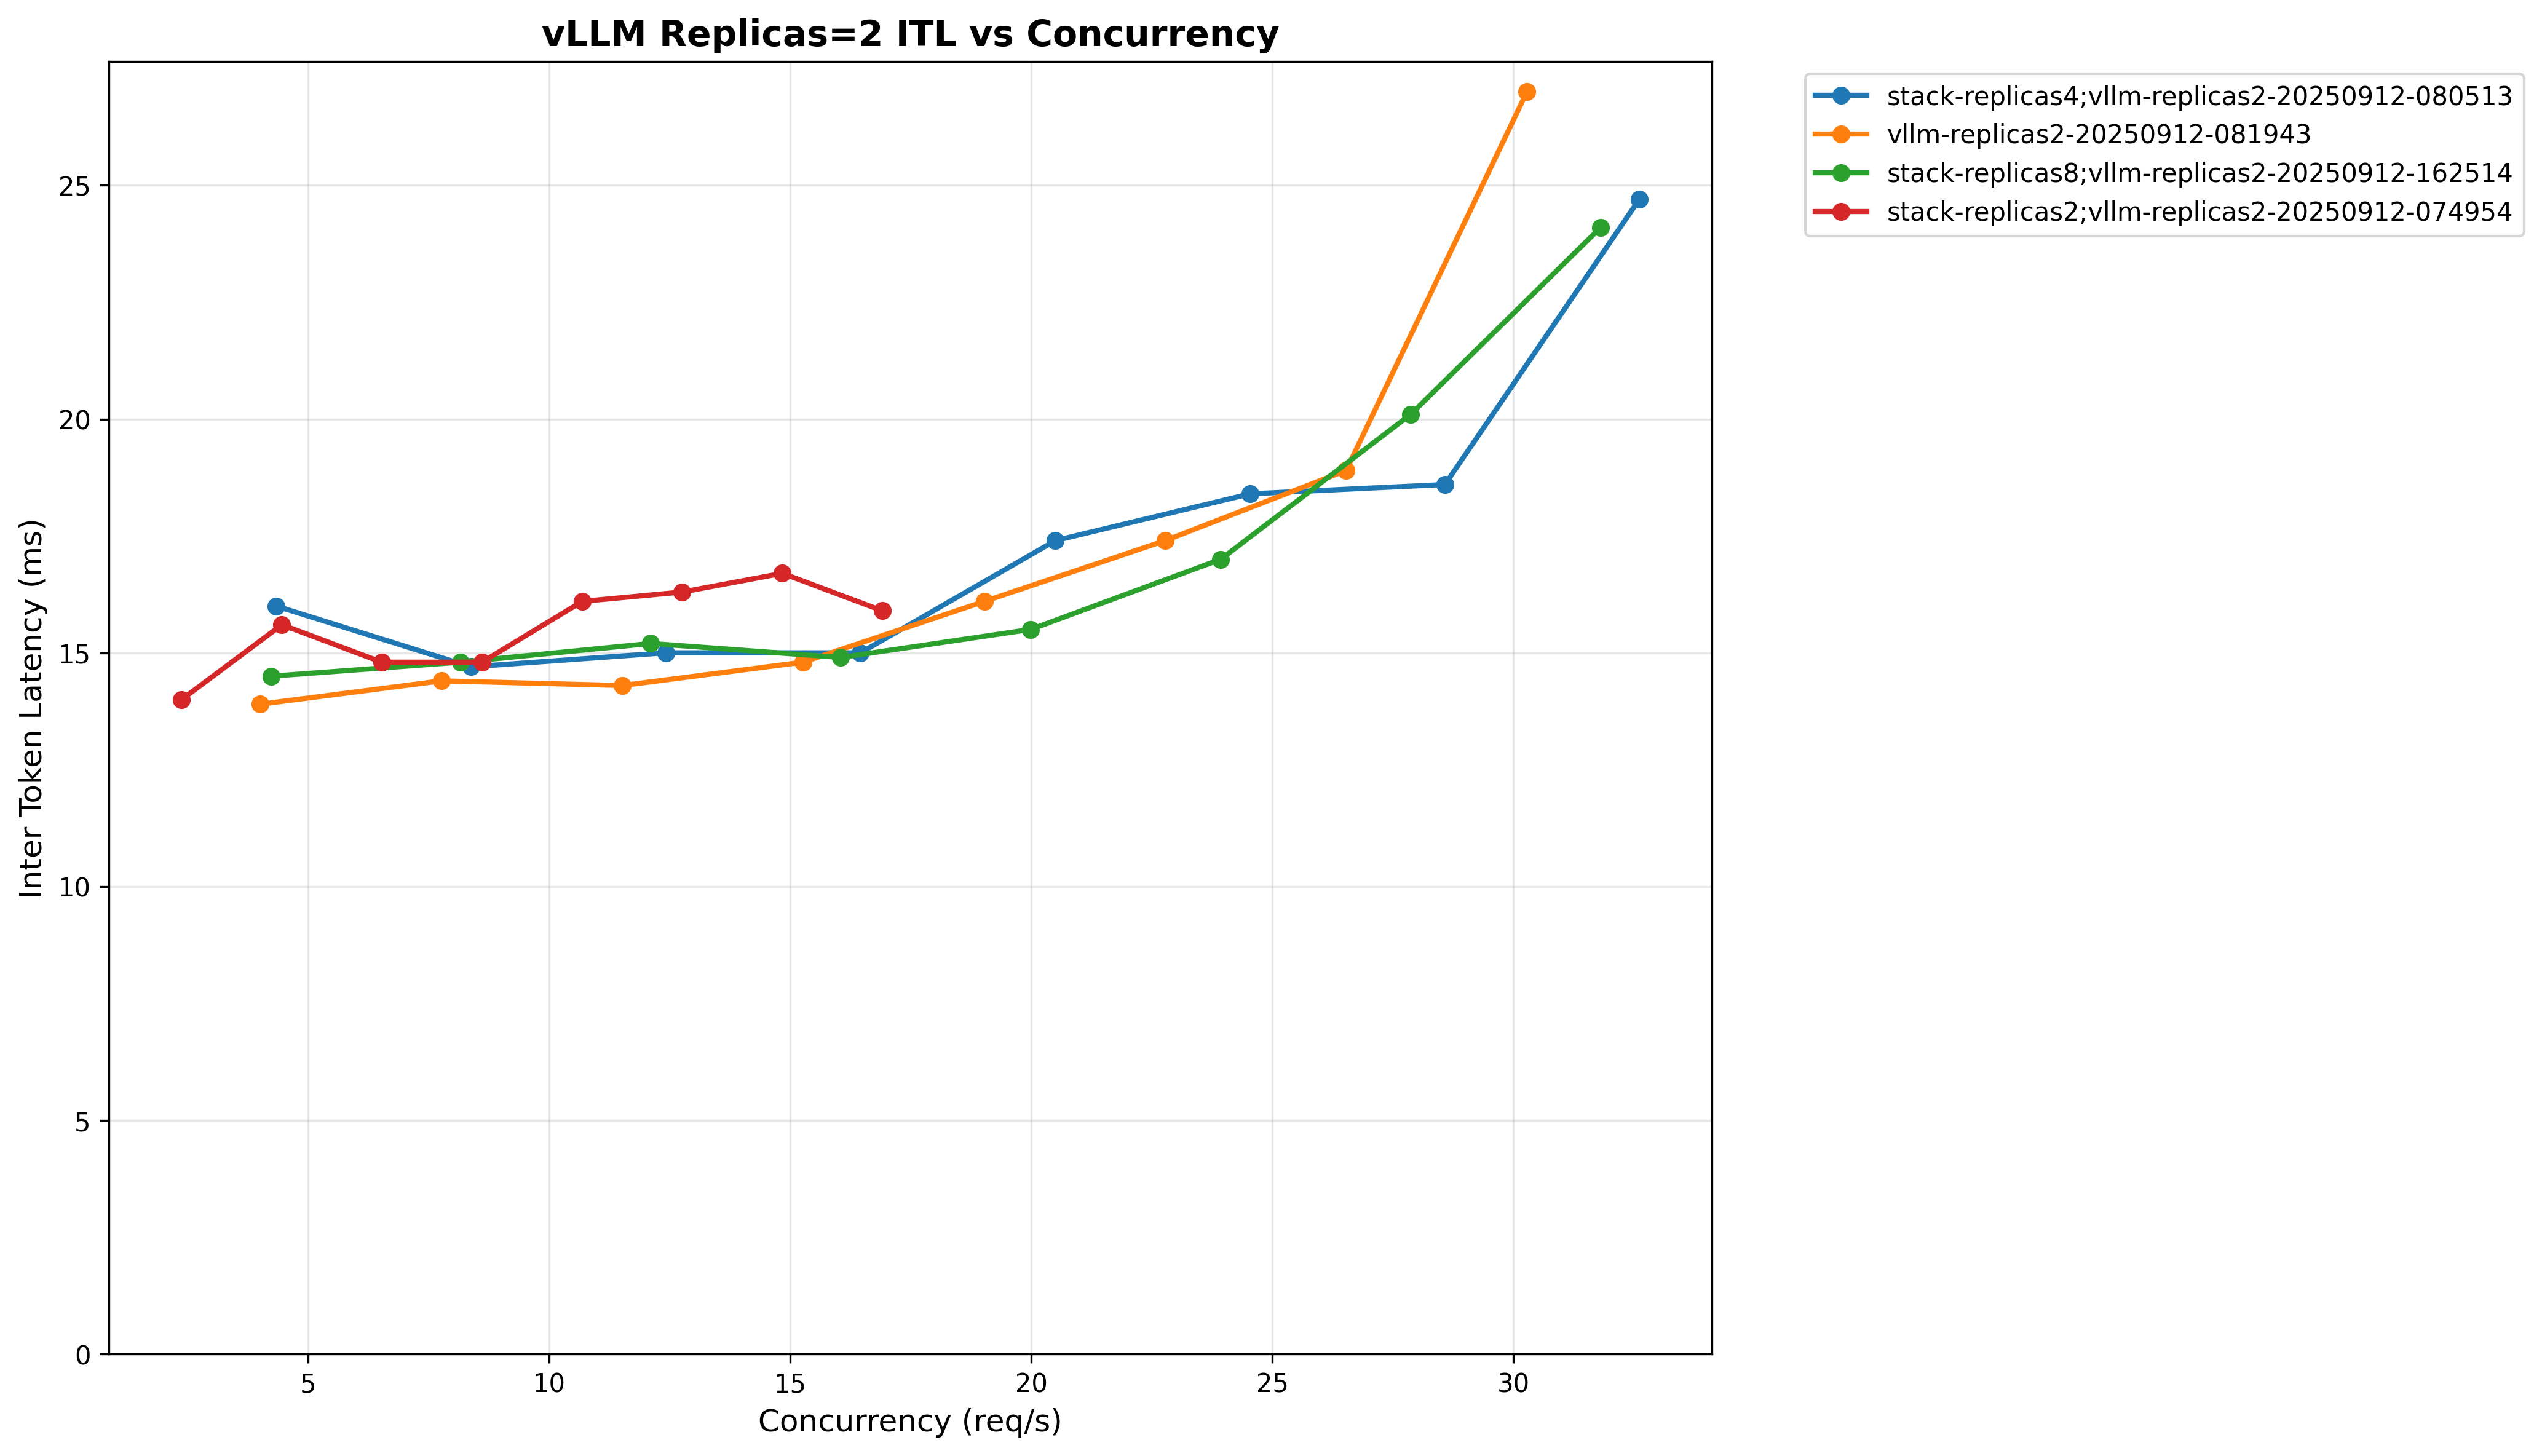 vLLM Replicas=2 ITL vs Concurrency
stack-replicas4;vllm-replicas2-20250912-080513
vllm-replicas2-20250912-081943
stack-replicas8;vllm-replicas2-20250912-162514
stack-replicas2;vllm-replicas2-20250912-074954
Inter Token Latency (ms)
25
20
15
10
5
0
5
10
15
20
25
30
Concurrency (req/s)